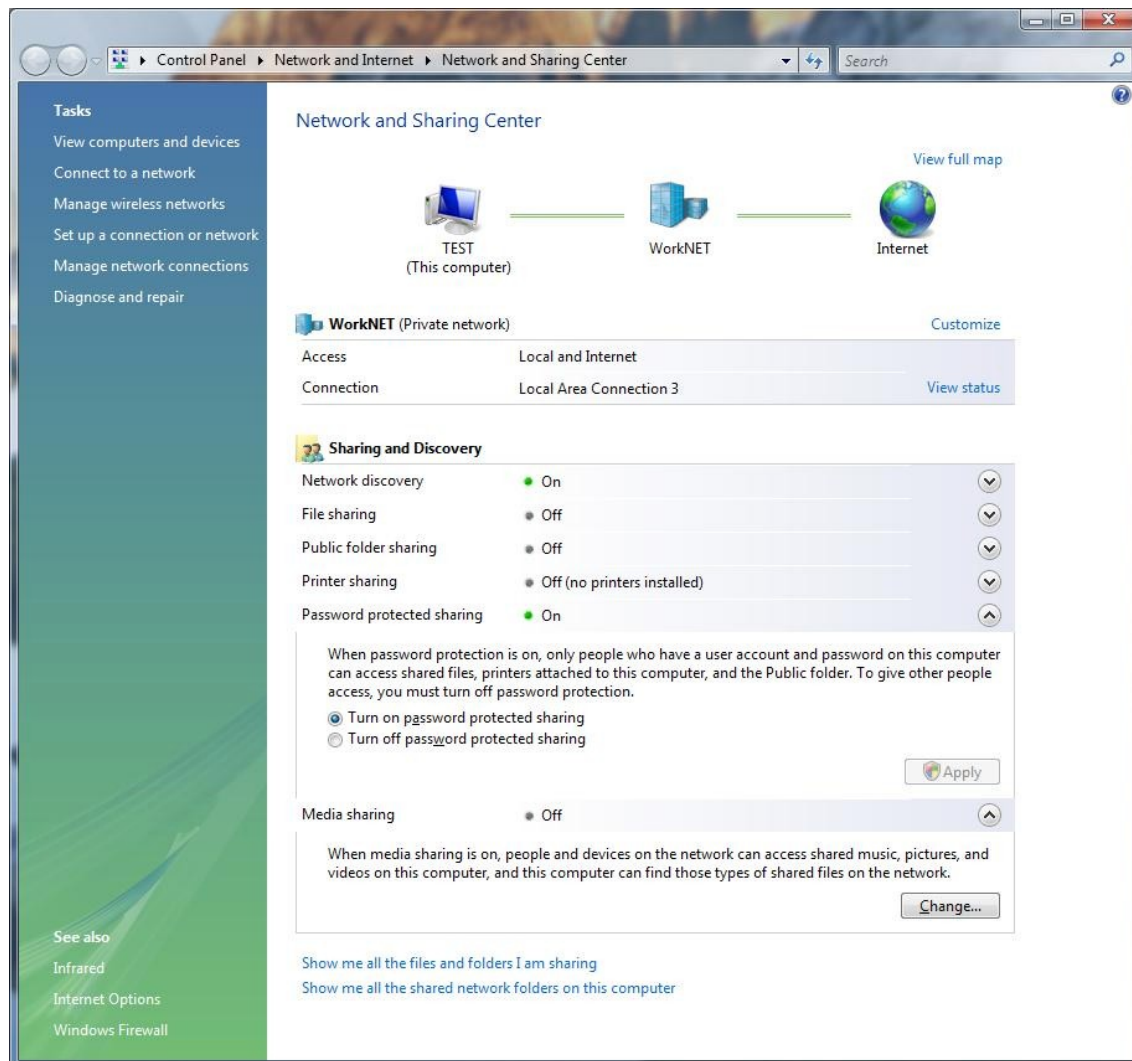 Control Panel ▸ Network and Internet ▸ Network and Sharing Center
Search
Tasks
View computers and devices
Connect to a network
Manage wireless networks
Set up a connection or network
Manage network connections
Diagnose and repair
See also
Infrared
Internet Options
Windows Firewall
Network and Sharing Center
View full map
TEST
(This computer)
WorkNET
Internet
WorkNET (Private network) Customize
Access Local and Internet
Connection Local Area Connection 3 View status
Sharing and Discovery
Network discovery On
File sharing Off
Public folder sharing Off
Printer sharing Off (no printers installed)
Password protected sharing On
When password protection is on, only people who have a user account and password on this computer
can access shared files, printers attached to this computer, and the Public folder. To give other people
access, you must turn off password protection.
Turn on password protected sharing
Turn off password protected sharing
Apply
Media sharing Off
When media sharing is on, people and devices on the network can access shared music, pictures, and
videos on this computer, and this computer can find those types of shared files on the network.
Change...
Show me all the files and folders I am sharing
Show me all the shared network folders on this computer